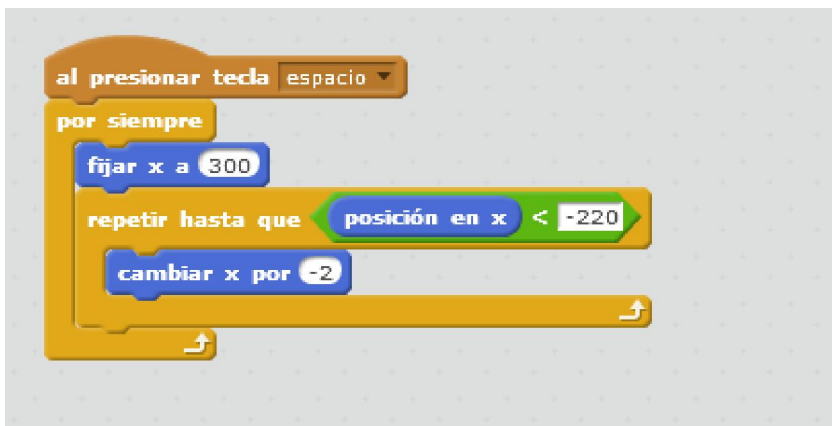 al presionar tecla espacio
por siempre
fijar x a 300
repetir hasta que posición en x < -220
cambiar x por -2